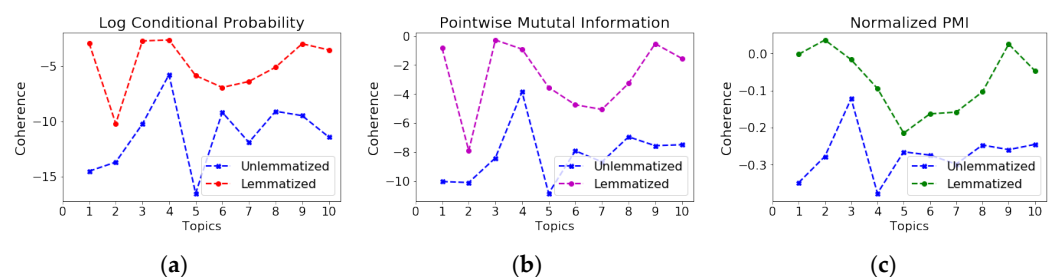 Log Conditional Probability
Coherence
−5
−10
−15
Unlemmatized
Lemmatized
0 1 2 3 4 5 6 7 8 9 10
Topics
(a)
Pointwise Mututal Information
Coherence
0
−2
−4
−6
−8
−10
Unlemmatized
Lemmatized
0 1 2 3 4 5 6 7 8 9 10
Topics
(b)
Normalized PMI
Coherence
0.0
−0.1
−0.2
−0.3
Unlemmatized
Lemmatized
0 1 2 3 4 5 6 7 8 9 10
Topics
(c)